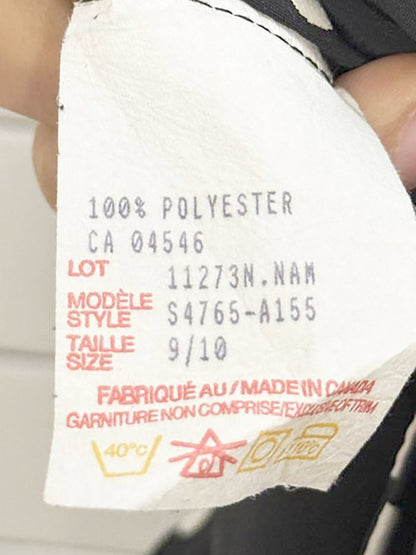 100% POLYESTER
CA 04546
LOT 11273N.NAM
MODÈLE
STYLE S4765-A155
TAILLE
SIZE 9/10
FABRIQUÉ AU/MADE IN CANADA
GARNITURE NON COMPRISE/EXCLUSIVE OF TRIM
40°C 110°C